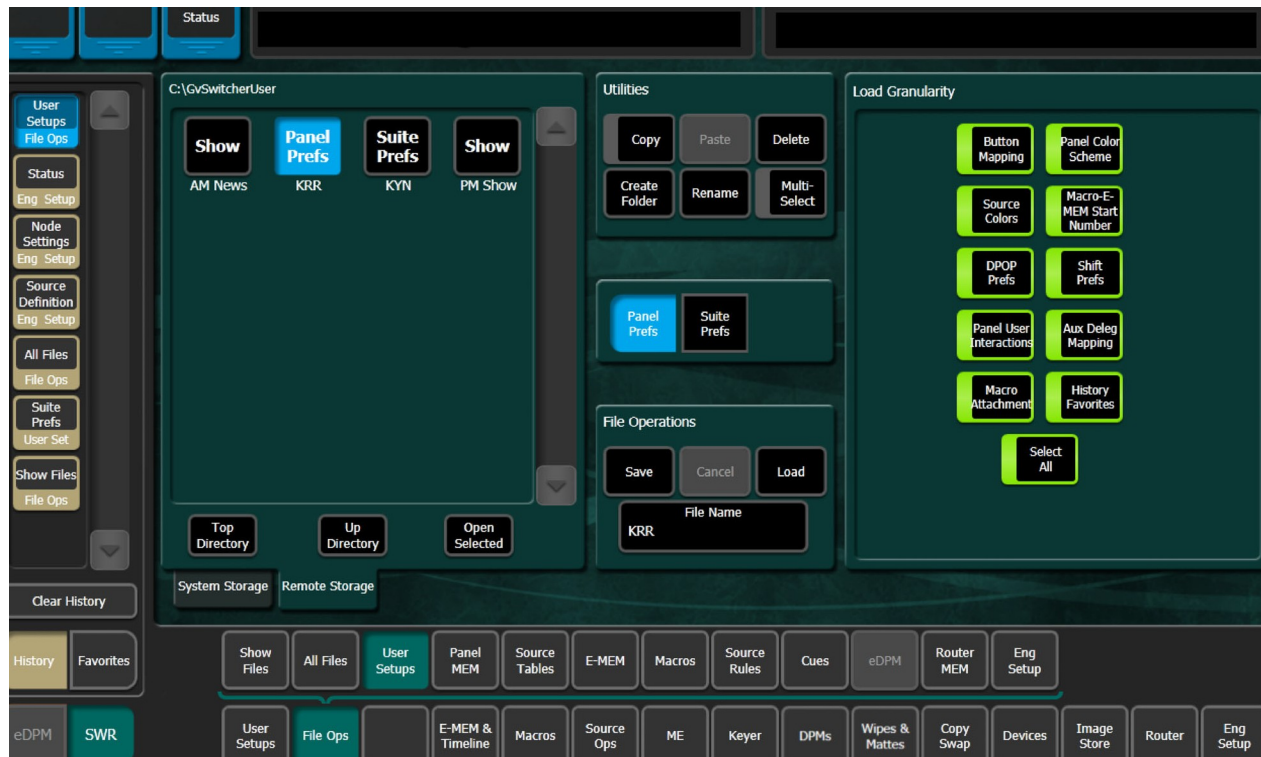 Status
User
Setups
File Ops
Status
Eng Setup
Node
Settings
Eng Setup
Source
Definition
Eng Setup
All Files
File Ops
Suite
Prefs
User Set
Show Files
File Ops
Clear History
History
Favorites
eDPM
SWR
C:\GvSwitcherUser
Show
AM News
Panel
Prefs
KRR
Suite
Prefs
KYN
Show
PM Show
Top
Directory
Up
Directory
Open
Selected
System Storage
Remote Storage
Utilities
Copy
Paste
Delete
Create
Folder
Rename
Multi-
Select
Panel
Prefs
Suite
Prefs
File Operations
Save
Cancel
Load
File Name
KRR
Load Granularity
Button
Mapping
Panel Color
Scheme
Source
Colors
Macro-E-
MEM Start
Number
DPOP
Prefs
Shift
Prefs
Panel User
Interactions
Aux Deleg
Mapping
Macro
Attachment
History
Favorites
Select
All
Show
Files
All Files
User
Setups
Panel
MEM
Source
Tables
E-MEM
Macros
Source
Rules
Cues
eDPM
Router
MEM
Eng
Setup
User
Setups
File Ops
E-MEM &
Timeline
Macros
Source
Ops
ME
Keyer
DPMs
Wipes &
Mattes
Copy
Swap
Devices
Image
Store
Router
Eng
Setup